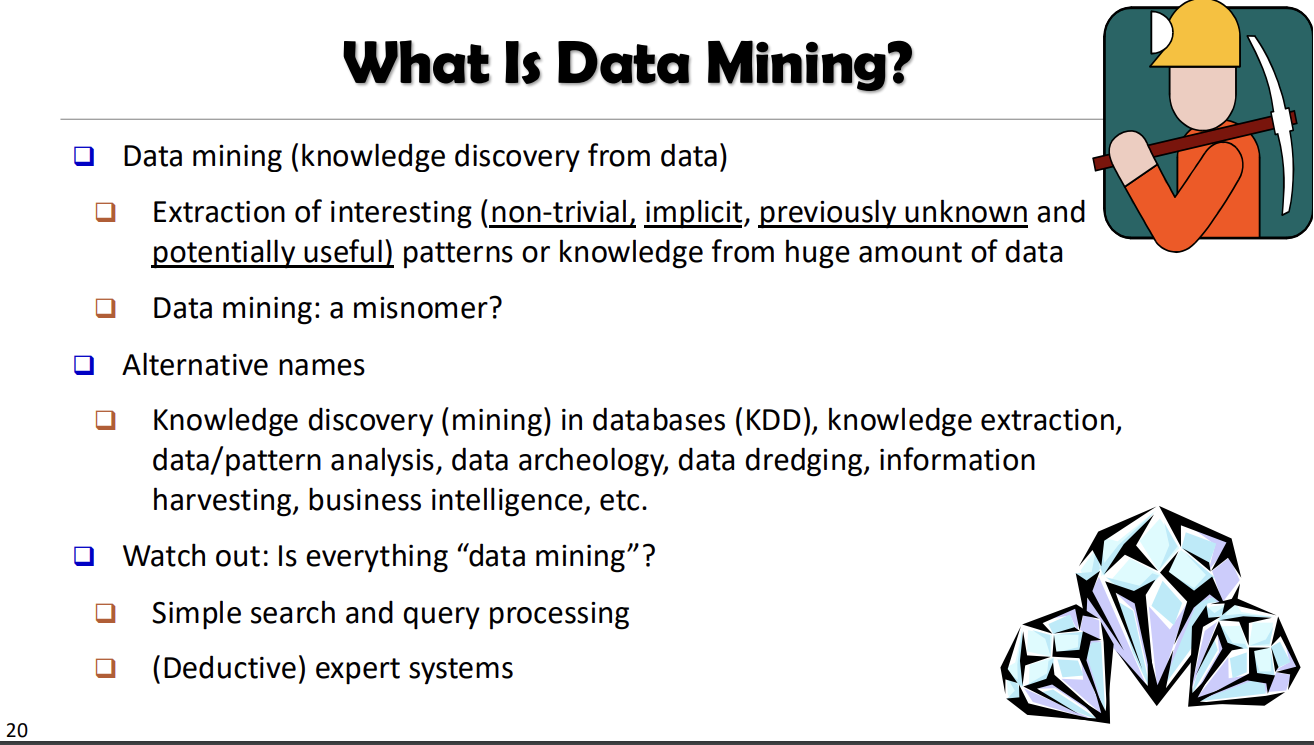 What Is Data Mining?
Data mining (knowledge discovery from data)
Extraction of interesting (non-trivial, implicit, previously unknown and
potentially useful) patterns or knowledge from huge amount of data
Data mining: a misnomer?
Alternative names
Knowledge discovery (mining) in databases (KDD), knowledge extraction,
data/pattern analysis, data archeology, data dredging, information
harvesting, business intelligence, etc.
Watch out: Is everything “data mining”?
Simple search and query processing
(Deductive) expert systems
20